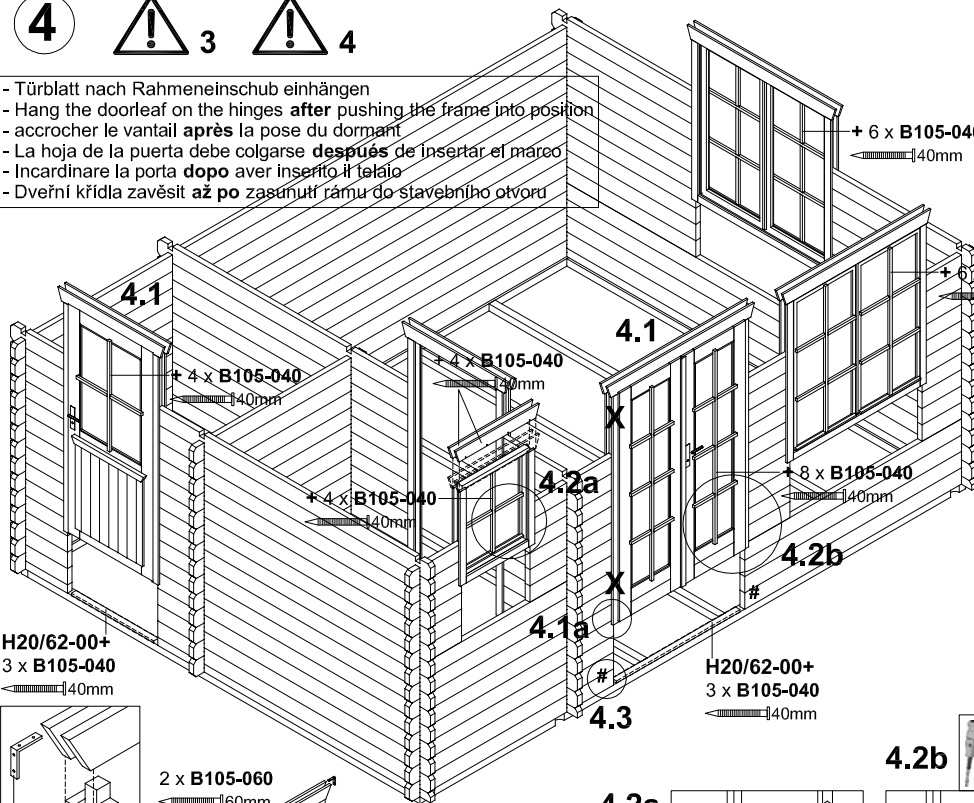 4
3
4
- Türblatt nach Rahmeneinschub einhängen
- Hang the doorleaf on the hinges after pushing the frame into position
- accrocher le vantail après la pose du dormant
- La hoja de la puerta debe colgarse después de insertar el marco
- Incardinare la porta dopo aver inserito il telaio
- Dveřní křídla zavěsit až po zasunutí rámu do stavebního otvoru
+ 6 x B105-040
40mm
+ 6
4.1
+ 4 x B105-040
40mm
+ 4 x B105-040
40mm
4.1
X
+ 4 x B105-040
40mm
4.2a
+ 8 x B105-040
40mm
4.2b
X
#
4.1a
#
4.3
H20/62-00+
3 x B105-040
40mm
H20/62-00+
3 x B105-040
40mm
2 x B105-060
60mm
4.2b